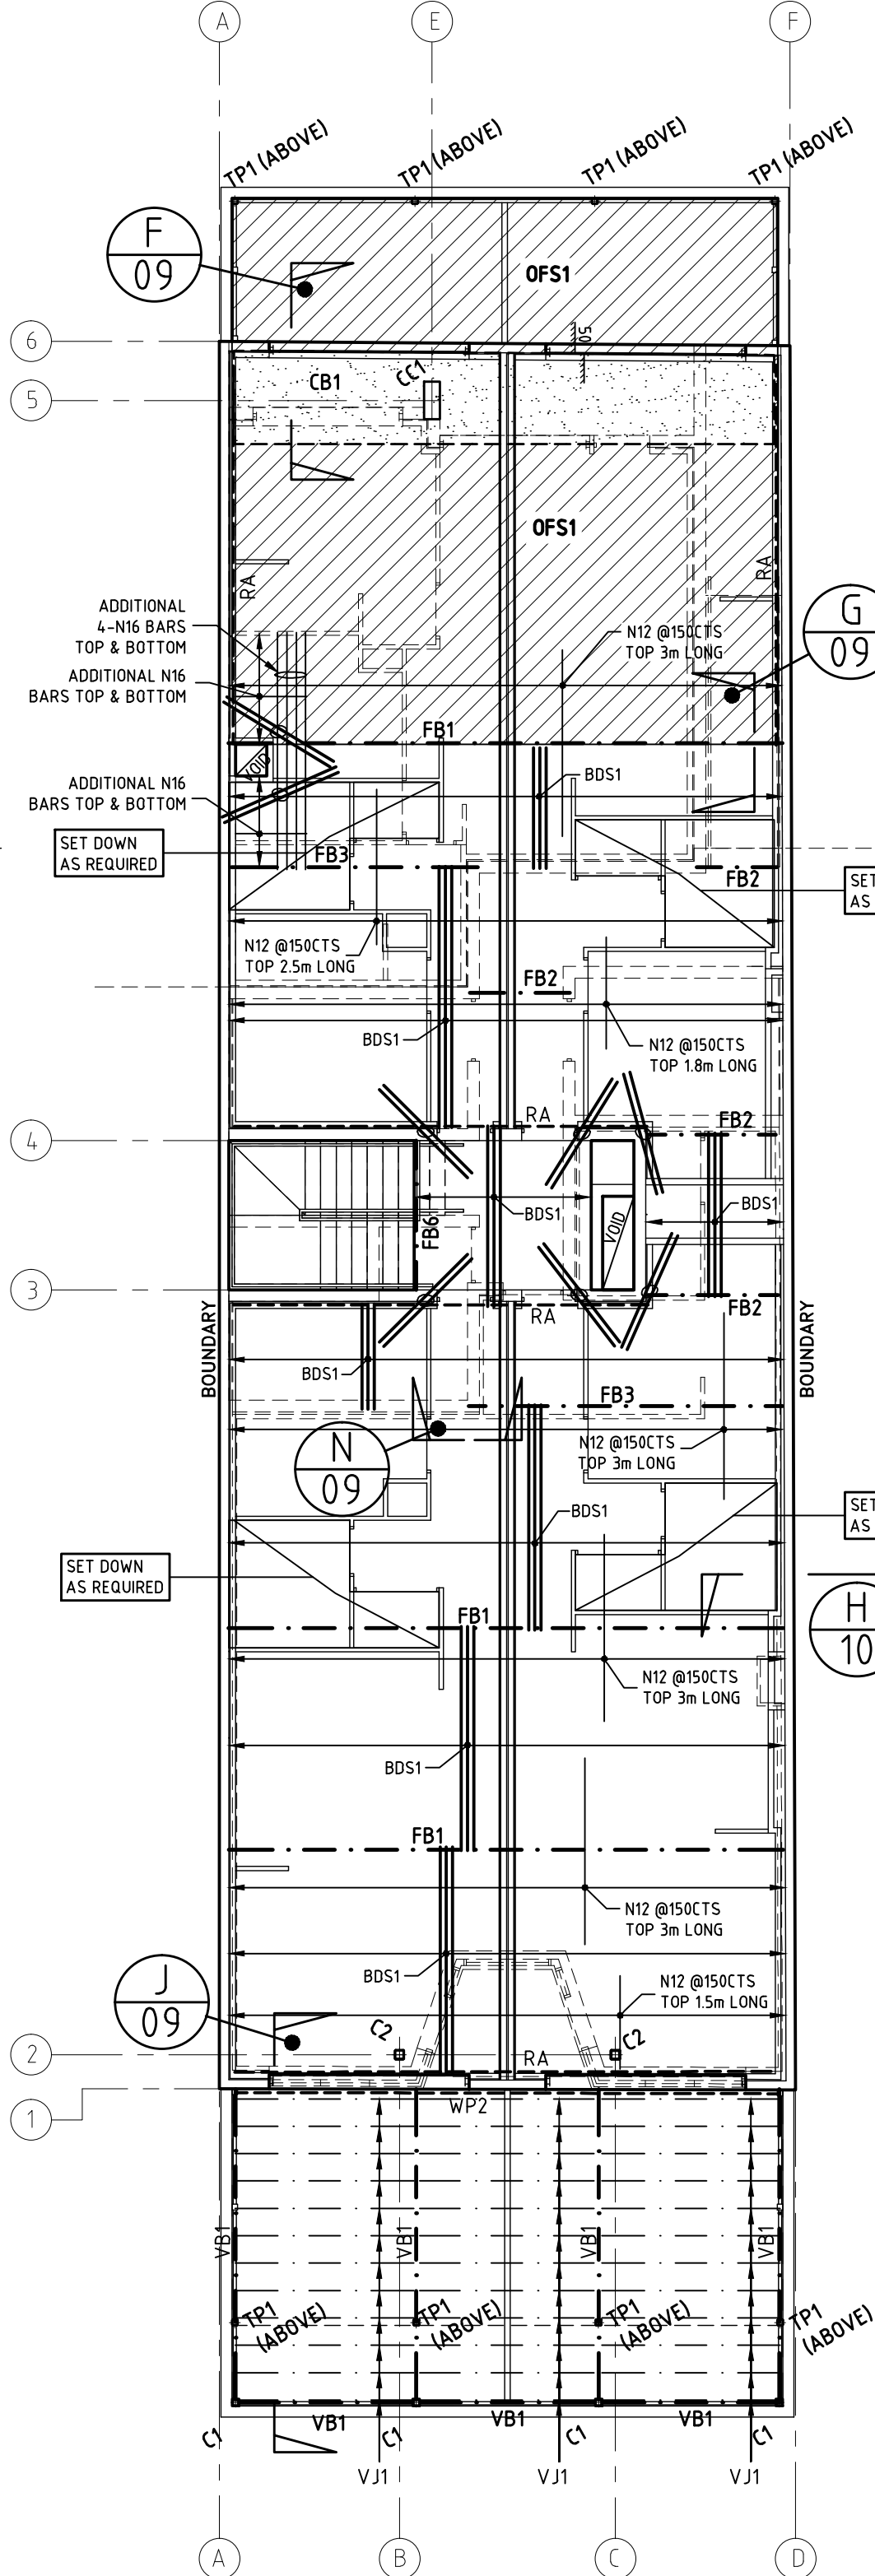 A
E
F
TP1 (ABOVE)
TP1 (ABOVE)
TP1 (ABOVE)
TP1 (ABOVE)
F
09
OFS1
6
50
5
CB1
CC1
OFS1
RA
RA
ADDITIONAL
4-N16 BARS
TOP & BOTTOM
G
09
N12 @150CTS
TOP 3m LONG
ADDITIONAL N16
BARS TOP & BOTTOM
FB1
VOID
BDS1
ADDITIONAL N16
BARS TOP & BOTTOM
SET DOWN
AS REQUIRED
FB3
FB2
SET
AS
N12 @150CTS
TOP 2.5m LONG
FB2
BDS1
N12 @150CTS
TOP 1.8m LONG
RA
FB2
4
BDS1
BDS1
FB6
VOID
3
RA
FB2
BOUNDARY
BOUNDARY
BDS1
FB3
N
09
N12 @150CTS
TOP 3m LONG
SET
AS
BDS1
SET DOWN
AS REQUIRED
H
10
FB1
N12 @150CTS
TOP 3m LONG
BDS1
FB1
N12 @150CTS
TOP 3m LONG
BDS1
N12 @150CTS
TOP 1.5m LONG
J
09
C2
C2
2
RA
1
WP2
VB1
VB1
VB1
VB1
TP1
(ABOVE)
TP1
(ABOVE)
TP1
(ABOVE)
TP1
(ABOVE)
C1
VB1
C1
VB1
C1
VB1
C1
VJ1
VJ1
VJ1
A
B
C
D